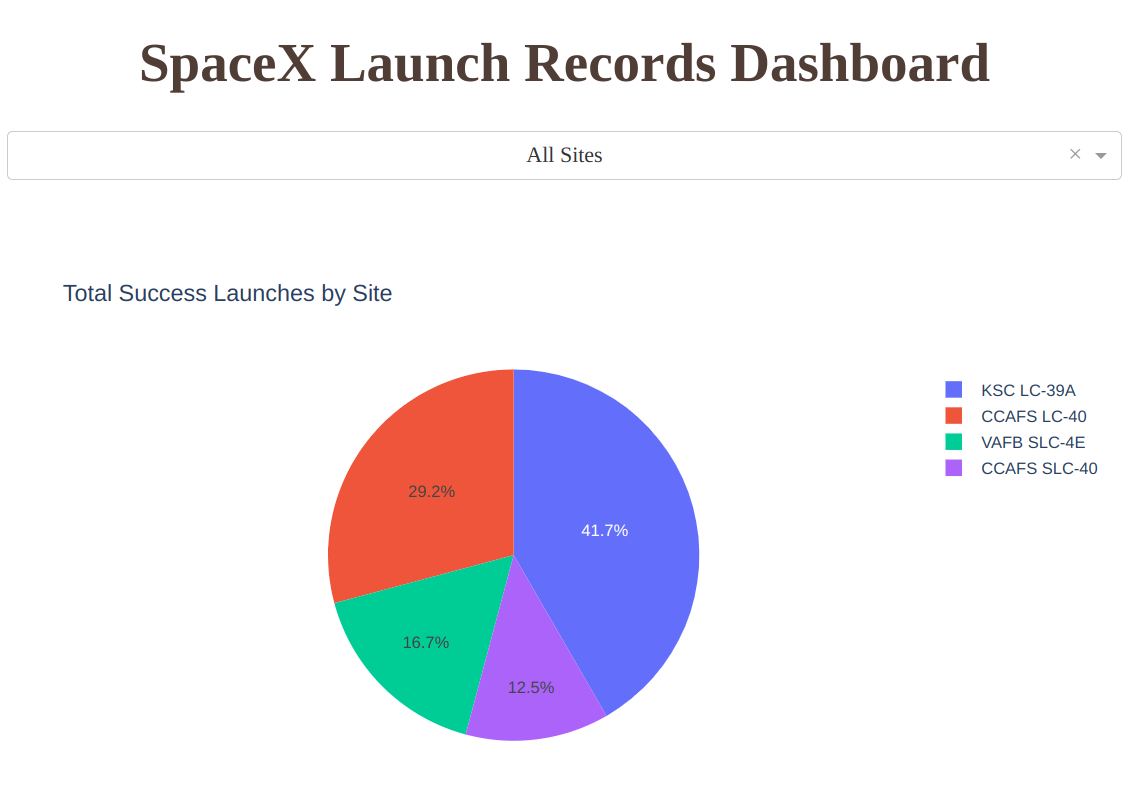 SpaceX Launch Records Dashboard
All Sites
Total Success Launches by Site
KSC LC-39A
CCAFS LC-40
VAFB SLC-4E
CCAFS SLC-40
29.2%
41.7%
16.7%
12.5%